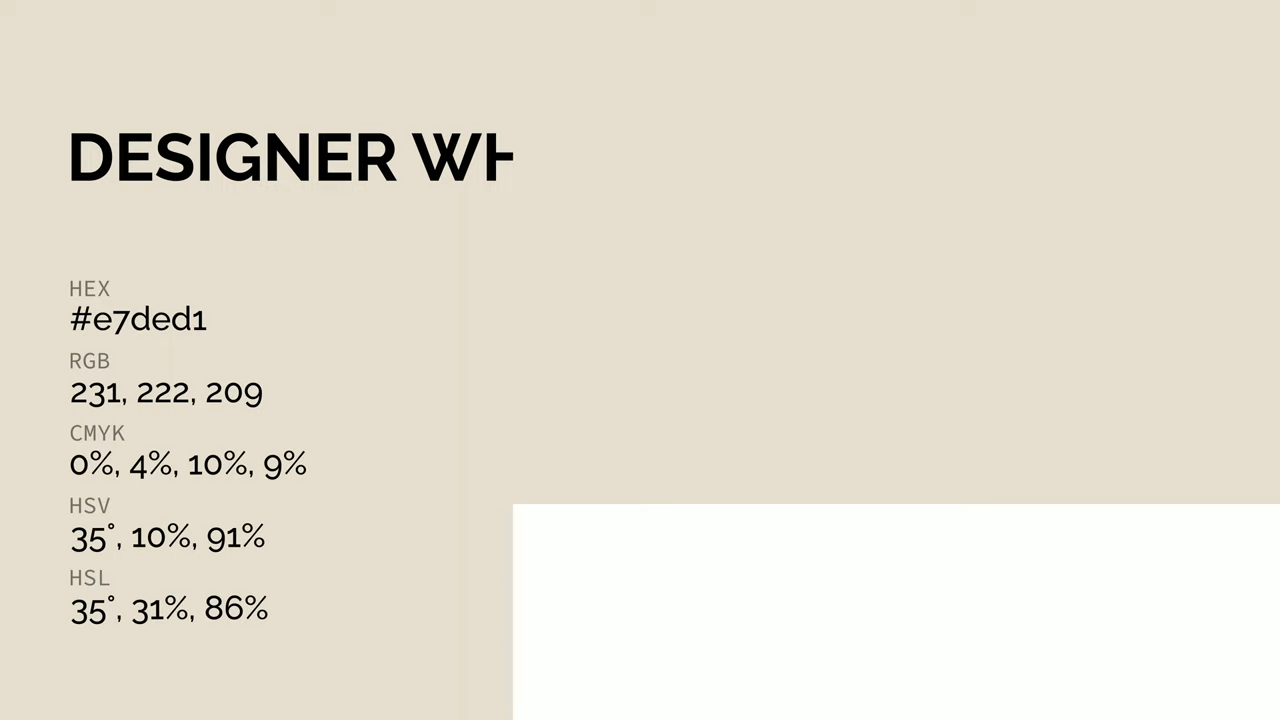 DESIGNER WH
HEX
#e7ded1
RGB
231, 222, 209
CMYK
0%, 4%, 10%, 9%
HSV
35°, 10%, 91%
HSL
35°, 31%, 86%